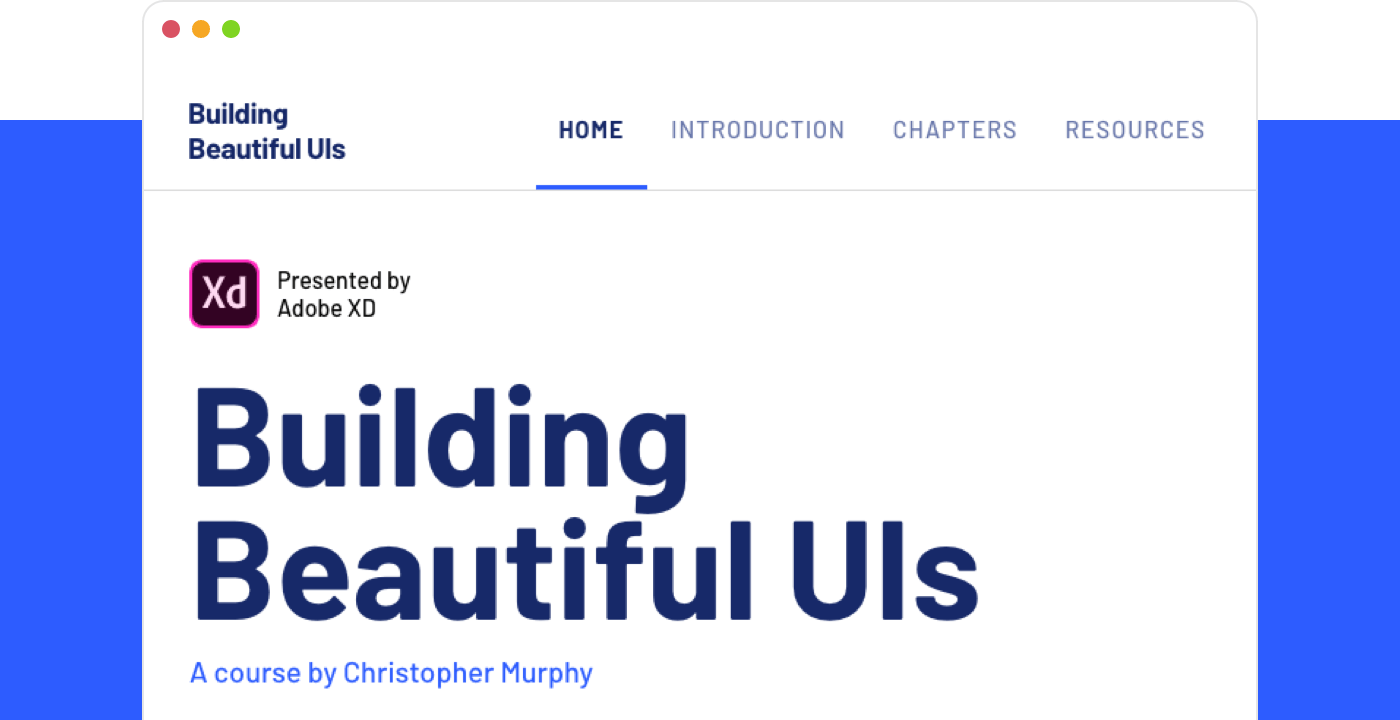 Building
Beautiful UIs
HOME INTRODUCTION CHAPTERS RESOURCES
Xd
Presented by
Adobe XD
Building
Beautiful UIs
A course by Christopher Murphy